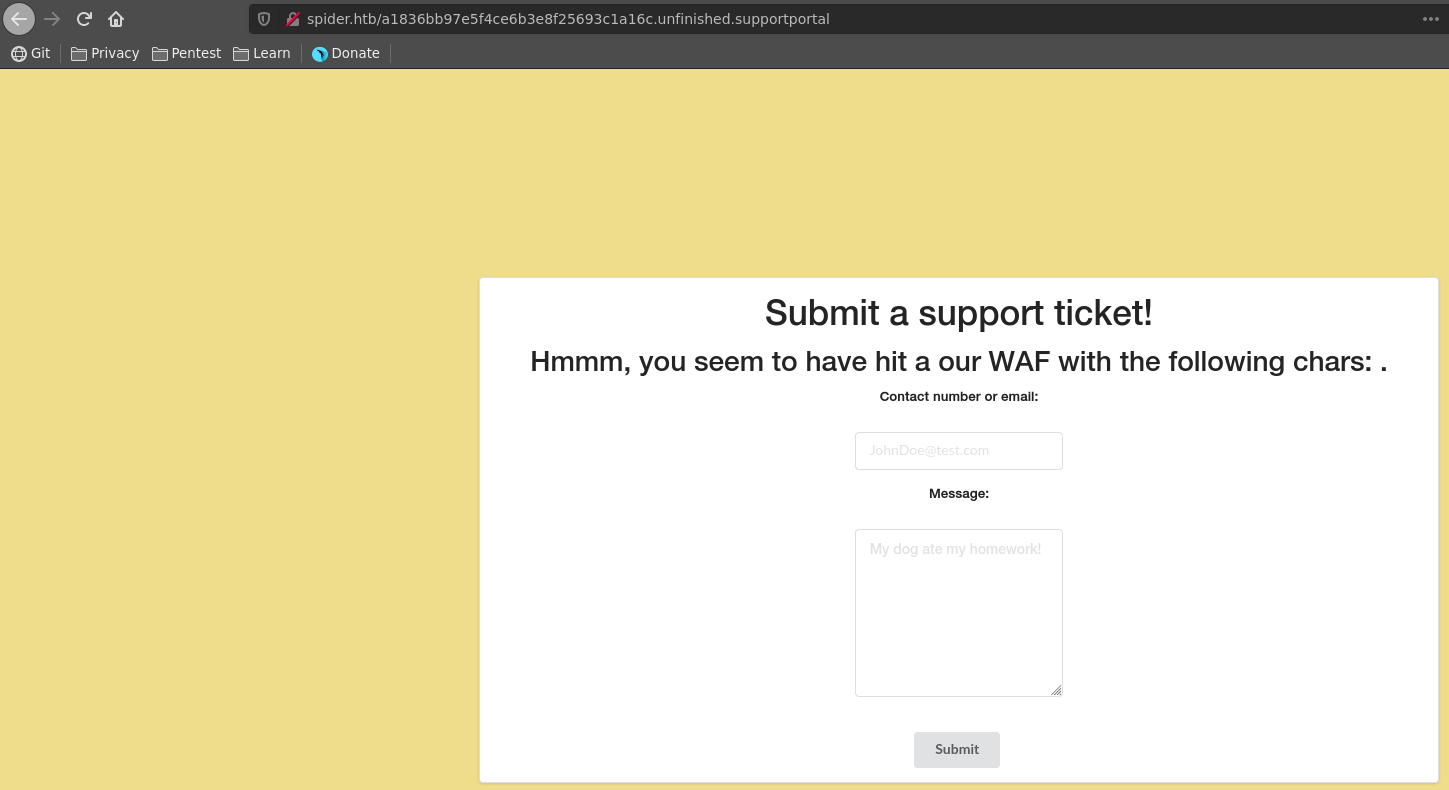 spider.htb/a1836bb97e5f4ce6b3e8f25693c1a16c.unfinished.supportportal
Git Privacy Pentest Learn Donate
Submit a support ticket!
Hmmm, you seem to have hit a our WAF with the following chars: .
Contact number or email:
JohnDoe@test.com
Message:
My dog ate my homework!
Submit